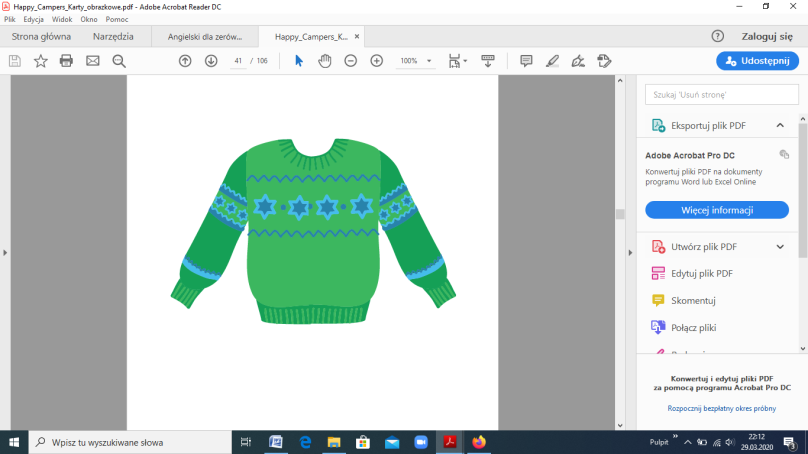 Happy_Campers_Karty_obrazkowe.pdf - Adobe Acrobat Reader DC
Plik Edycja Widok Okno Pomoc
Strona główna Narzędzia Angielski dla zerów... Happy_Campers_K... Zaloguj się
41 / 106 100% Udostępnij
Szukaj 'Usuń stronę'
Eksportuj plik PDF
Adobe Acrobat Pro DC
Konwertuj pliki PDF na dokumenty
programu Word lub Excel Online
Więcej informacji
Utwórz plik PDF
Edytuj plik PDF
Skomentuj
Połącz pliki
Konwertuj i edytuj pliki PDF
za pomocą programu Acrobat Pro DC
Rozpocznij bezpłatny okres próbny
Wpisz tu wyszukiwane słowa
Pulpit
22:12
29.03.2020
3